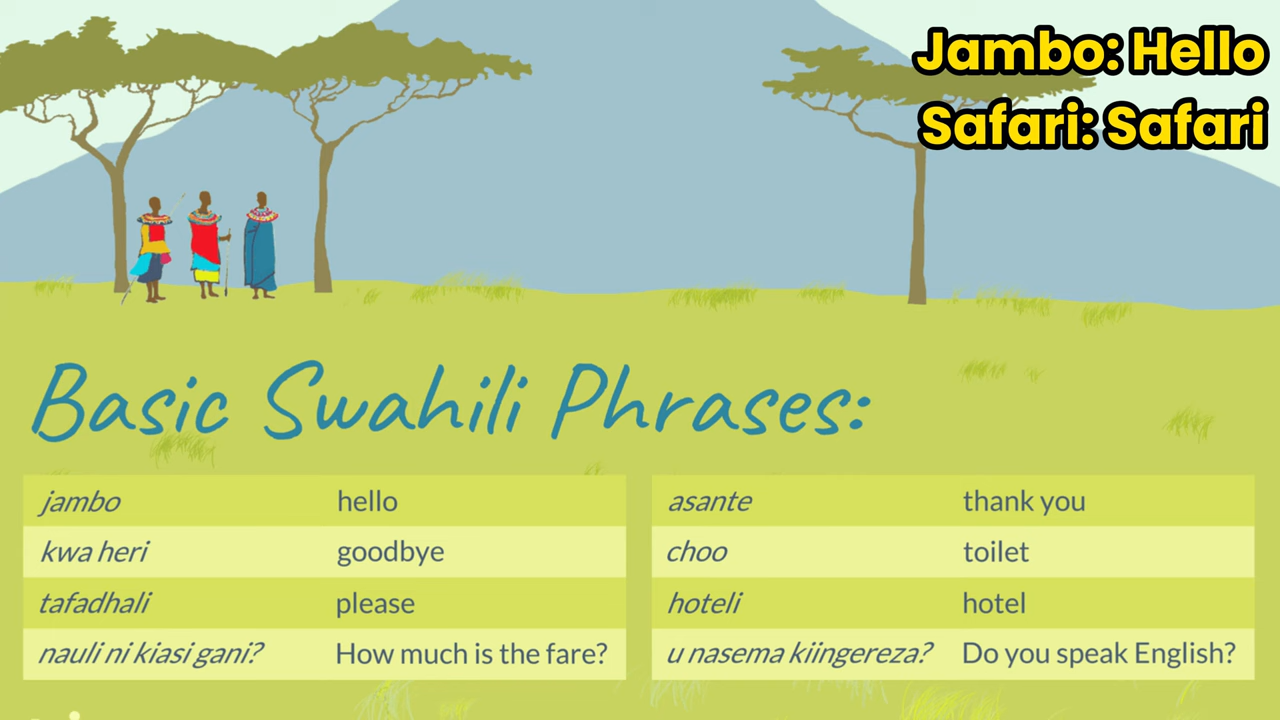 Jambo: Hello
Safari: Safari
Basic Swahili Phrases:
jambo hello
kwa heri goodbye
tafadhali please
nauli ni kiasi gani? How much is the fare?
asante thank you
choo toilet
hoteli hotel
u nasema kiingereza? Do you speak English?